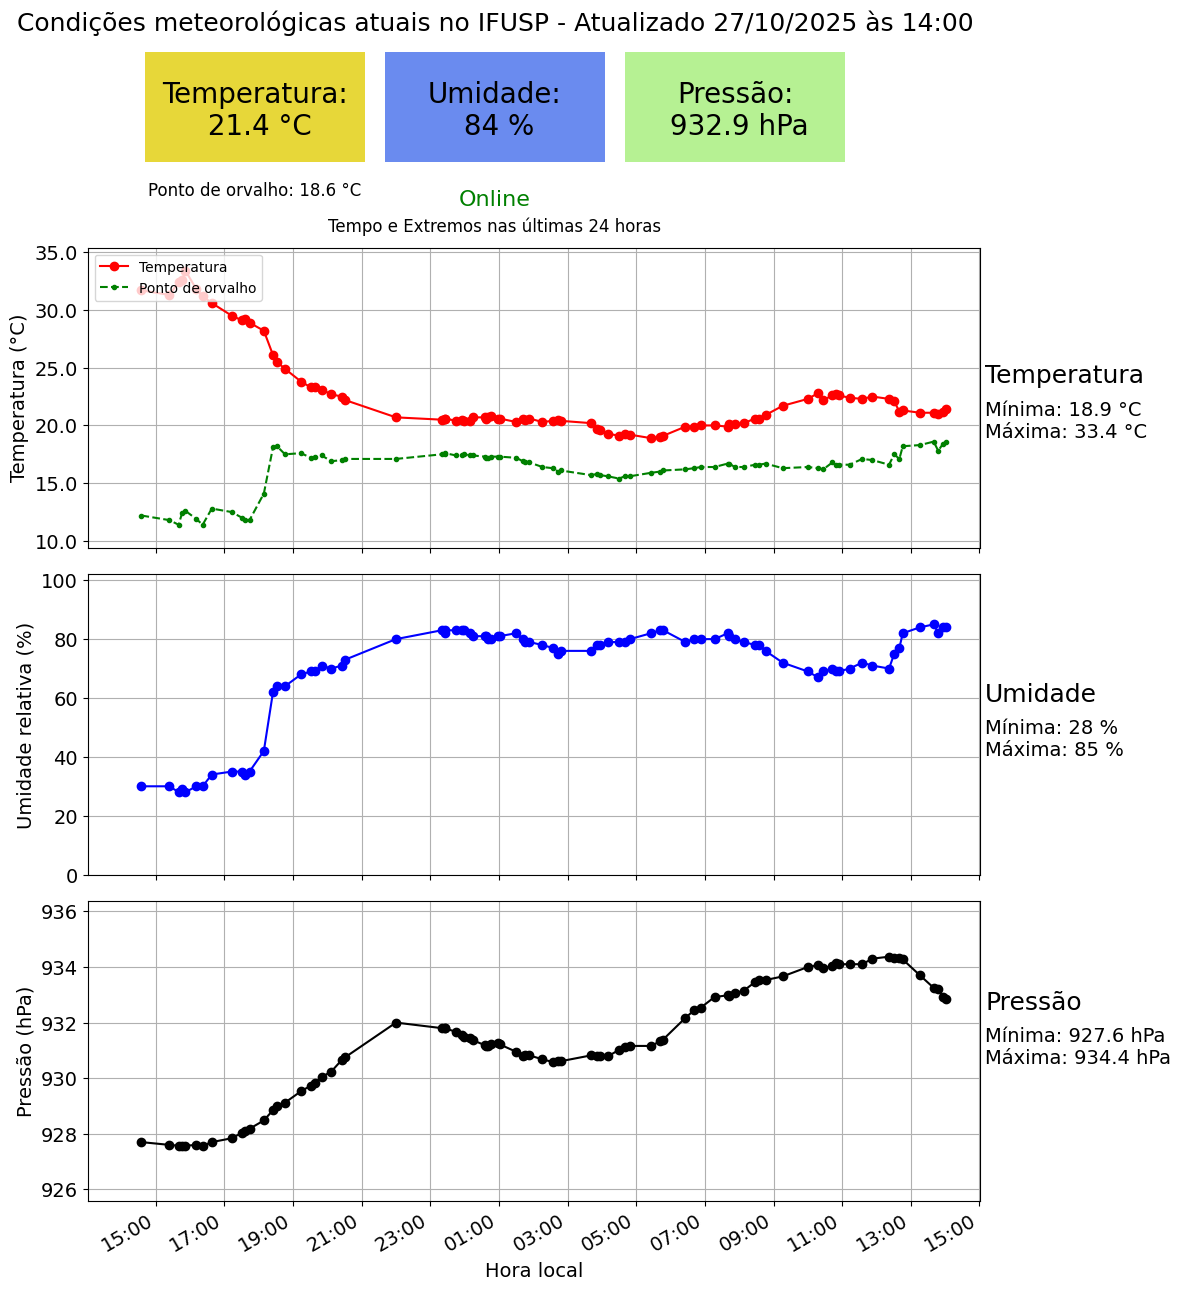 Condições meteorológicas atuais no IFUSP - Atualizado 27/10/2025 às 14:00
Temperatura:
21.4 °C
Umidade:
84 %
Pressão:
932.9 hPa
Ponto de orvalho: 18.6 °C
Online
Tempo e Extremos nas últimas 24 horas
Temperatura (°C)
35.0
30.0
25.0
20.0
15.0
10.0
Temperatura
Ponto de orvalho
Temperatura
Mínima: 18.9 °C
Máxima: 33.4 °C
Umidade relativa (%)
100
80
60
40
20
0
Umidade
Mínima: 28 %
Máxima: 85 %
Pressão (hPa)
936
934
932
930
928
926
Pressão
Mínima: 927.6 hPa
Máxima: 934.4 hPa
15:00
17:00
19:00
21:00
23:00
01:00
03:00
05:00
07:00
09:00
11:00
13:00
15:00
Hora local